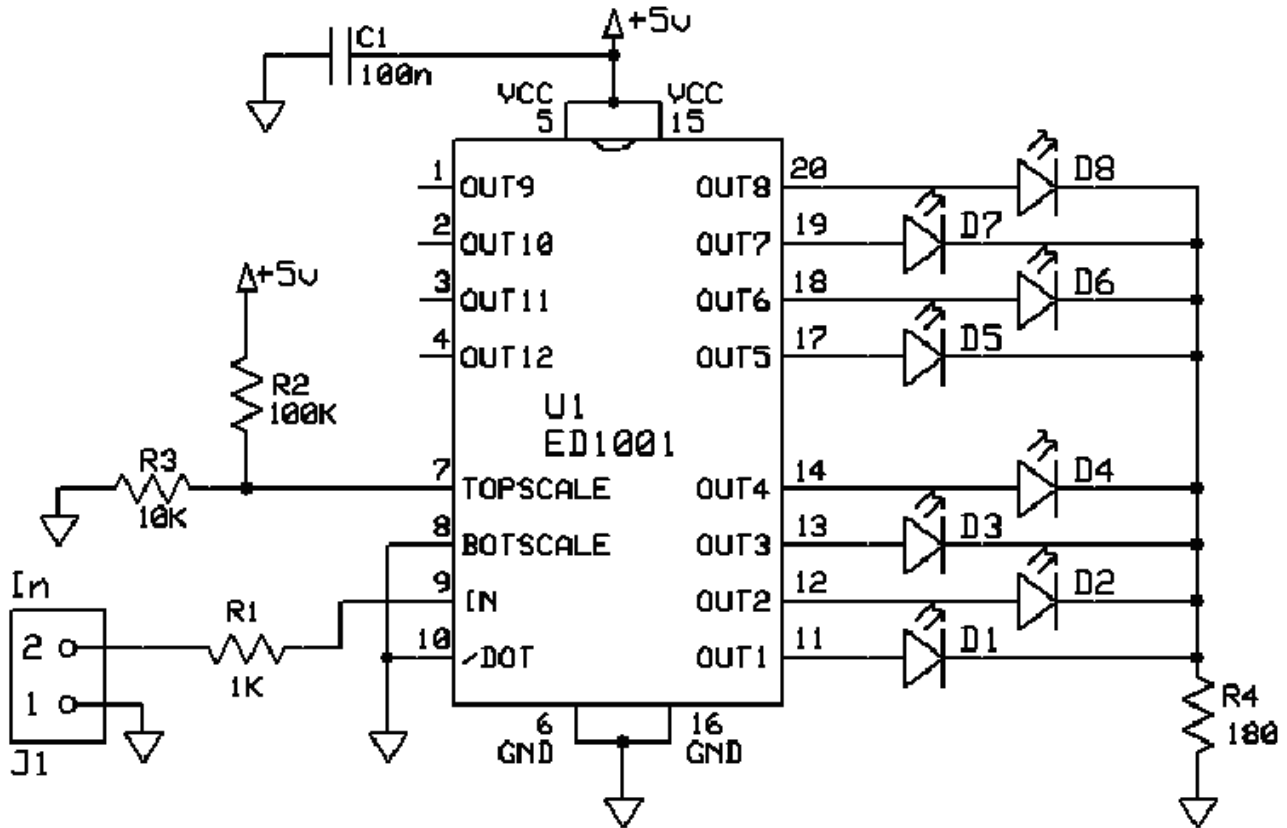 +5v
C1
100n
VCC VCC
5 15
1 OUT9 OUT8 20 D8
2 OUT10 OUT7 19 D7
+5v
3 OUT11 OUT6 18 D6
4 OUT12 OUT5 17 D5
R2
100K
U1
ED1001
R3
10K
7 TOPSCALE OUT4 14 D4
8 BOTSCALE OUT3 13 D3
In
R1
1K
9 IN OUT2 12 D2
2
10 /DOT OUT1 11 D1
1
J1
6 16
GND GND
R4
180